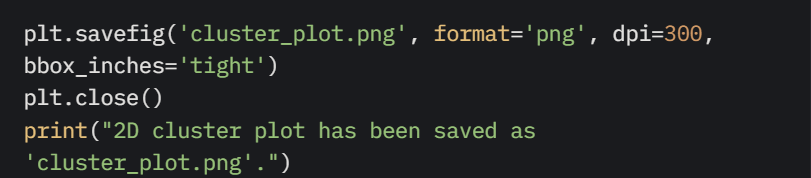 plt.savefig('cluster_plot.png', format='png', dpi=300,
bbox_inches='tight')
plt.close()
print("2D cluster plot has been saved as
'cluster_plot.png'.")